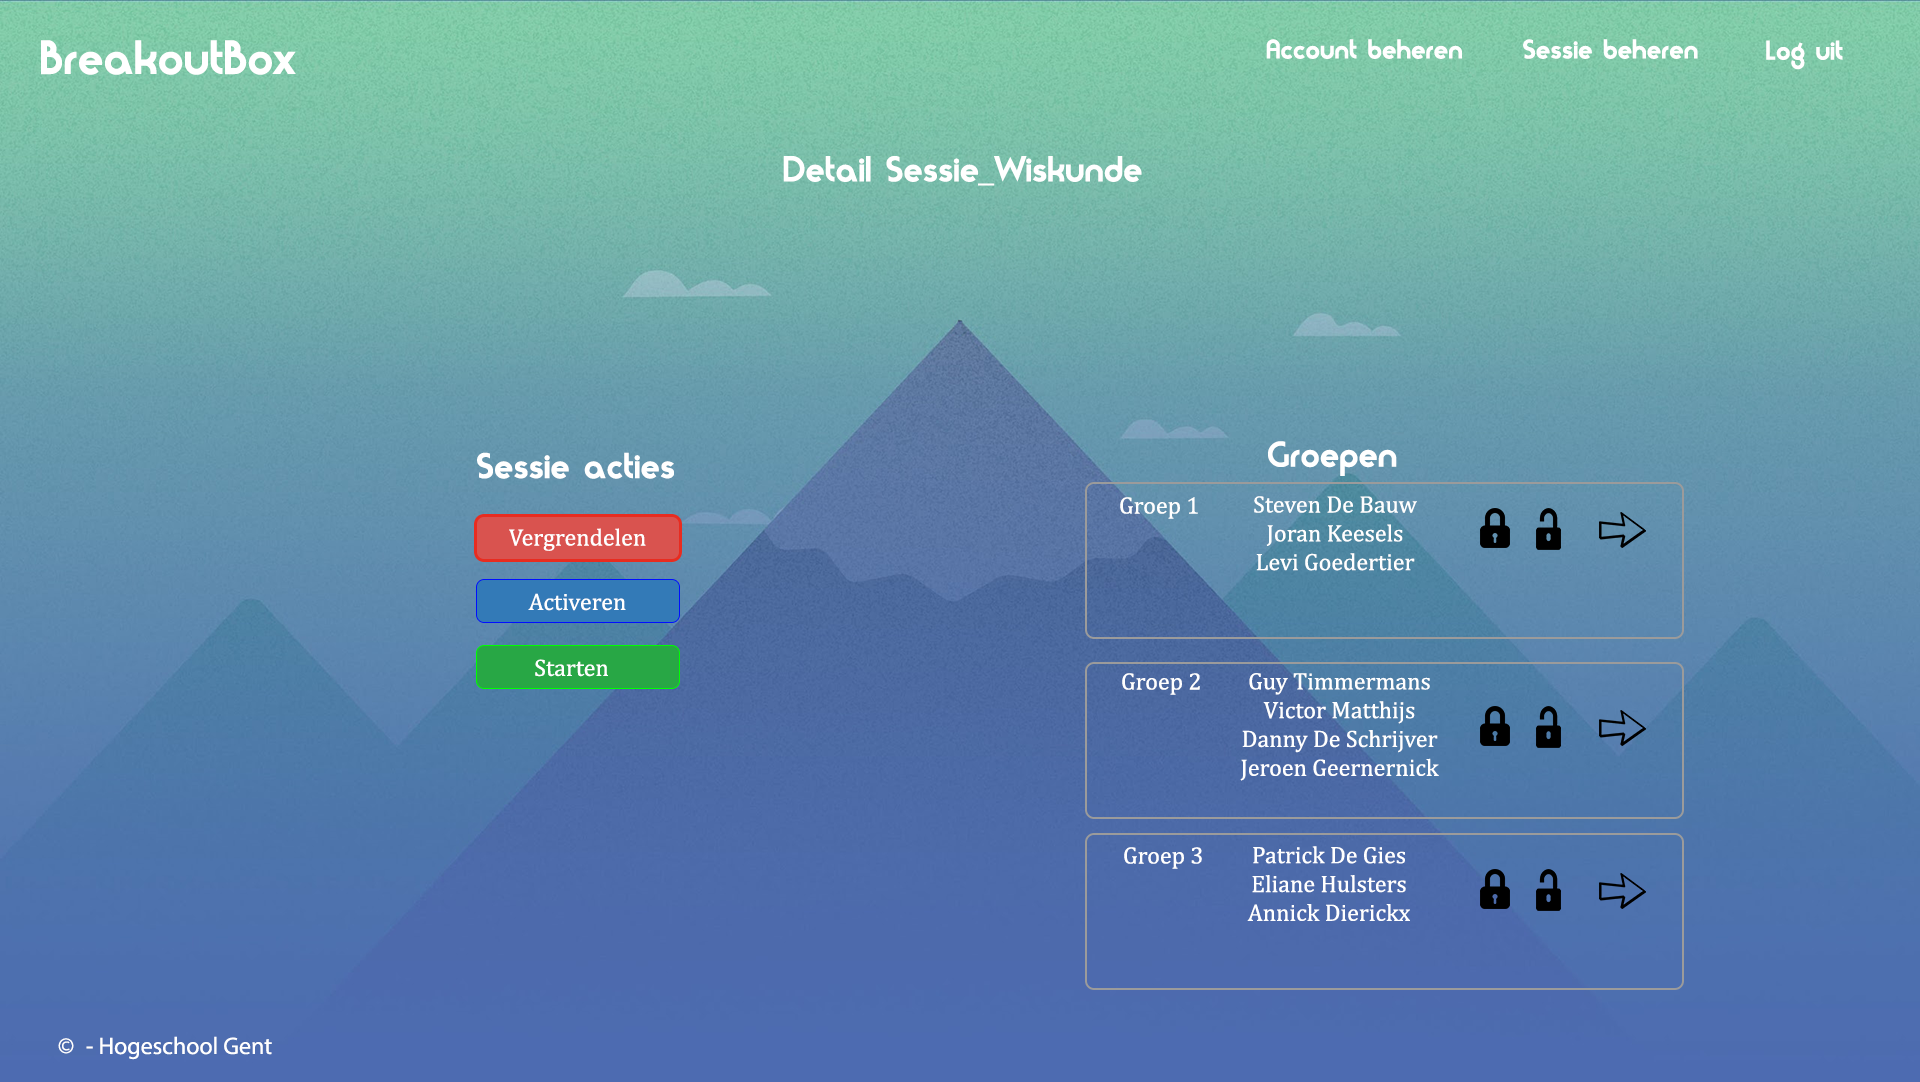 BreakoutBox
Account beheren
Sessie beheren
Log uit
Detail Sessie_Wiskunde
Sessie acties
Vergrendelen
Activeren
Starten
Groepen
Groep 1
Steven De Bauw
Joran Keesels
Levi Goedertier
Groep 2
Guy Timmermans
Victor Matthijs
Danny De Schrijver
Jeroen Geernernick
Groep 3
Patrick De Gies
Eliane Hulsters
Annick Dierickx
© - Hogeschool Gent